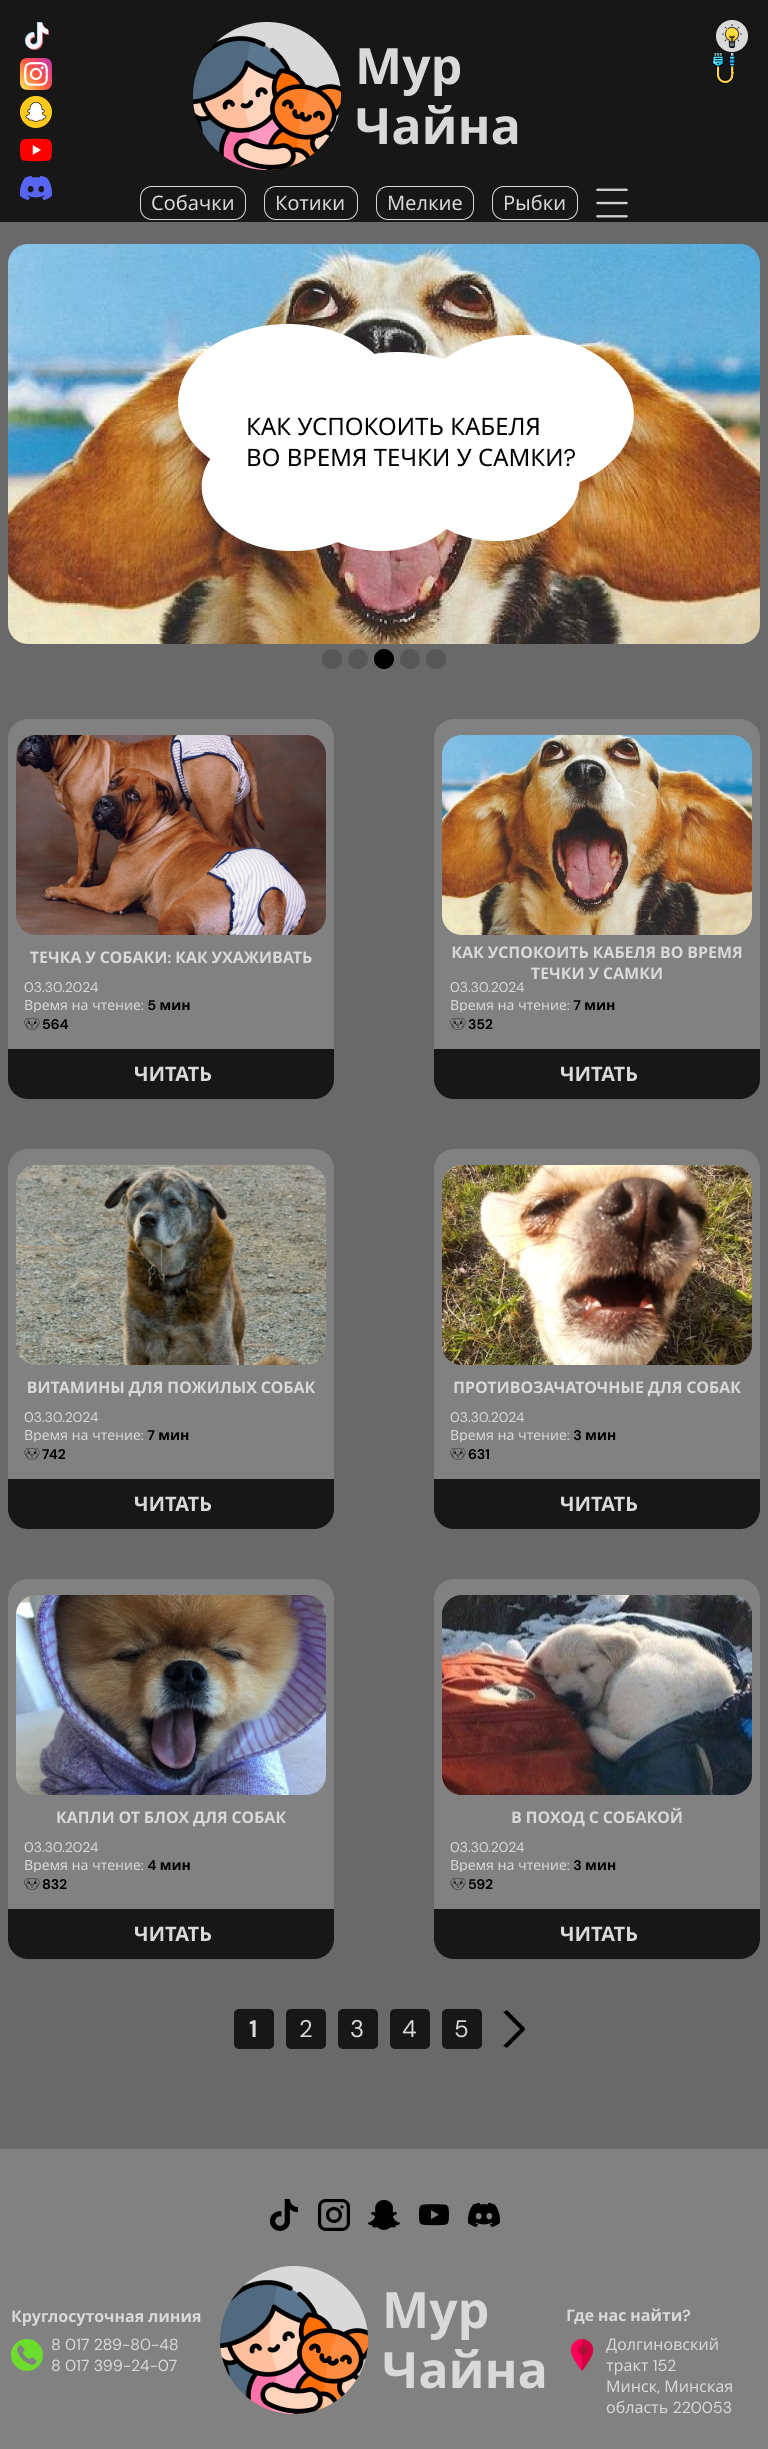 Мур
Чайна
Собачки
Котики
Мелкие
Рыбки
КАК УСПОКОИТЬ КАБЕЛЯ
ВО ВРЕМЯ ТЕЧКИ У САМКИ?
ТЕЧКА У СОБАКИ: КАК УХАЖИВАТЬ
03.30.2024
Время на чтение: 5 мин
564
ЧИТАТЬ
КАК УСПОКОИТЬ КАБЕЛЯ ВО ВРЕМЯ
ТЕЧКИ У САМКИ
03.30.2024
Время на чтение: 7 мин
352
ЧИТАТЬ
ВИТАМИНЫ ДЛЯ ПОЖИЛЫХ СОБАК
03.30.2024
Время на чтение: 7 мин
742
ЧИТАТЬ
ПРОТИВОЗАЧАТОЧНЫЕ ДЛЯ СОБАК
03.30.2024
Время на чтение: 3 мин
631
ЧИТАТЬ
КАПЛИ ОТ БЛОХ ДЛЯ СОБАК
03.30.2024
Время на чтение: 4 мин
832
ЧИТАТЬ
В ПОХОД С СОБАКОЙ
03.30.2024
Время на чтение: 3 мин
592
ЧИТАТЬ
1 2 3 4 5
Круглосуточная линия
8 017 289-80-48
8 017 399-24-07
Мур
Чайна
Где нас найти?
Долгиновский
тракт 152
Минск, Минская
область 220053